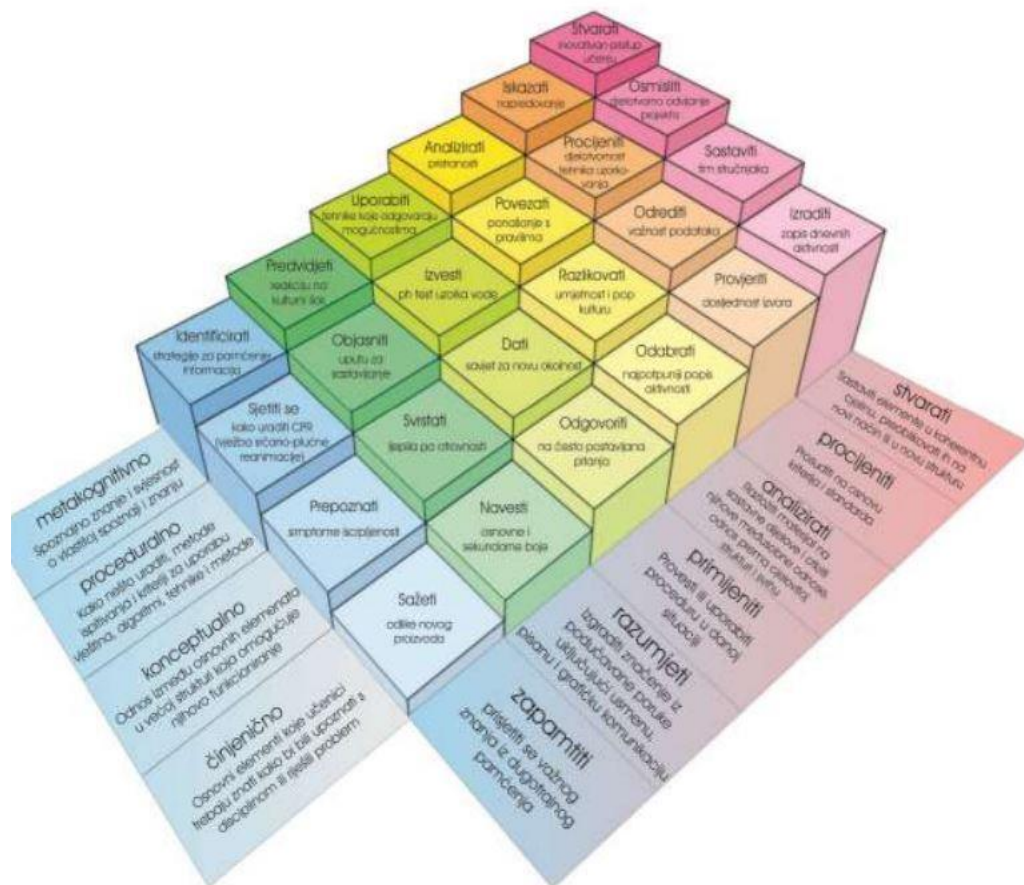 Stvarati
inovativan pristup
učenju
Iskazati
napredovanje
Osmisliti
djelotvorno odvijanje
projekta
Analizirati
pristranosti
Procijeniti
djelotvornost
tehnika uzorko-
vanja
Sastaviti
tim stručnjaka
Uporabiti
tehnike koje odgovaraju
mogućnostima
Povezati
ponašanje s
pravilima
Odrediti
važnost podataka
Izraditi
zapis dnevnih
aktivnosti
Predvidjeti
reakciju na
kulturni šok
Izvesti
ph test uzorka vode
Razlikovati
umjetnost i pop
kulturu
Provjeriti
dosljednost izvora
Identificirati
strategije za pamćenje
informacija
Objasniti
uputu za
sastavljanje
Dati
savjet za novu okolnost
Odabrati
najpotpuniji popis
aktivnosti
Sjetiti se
kako uraditi CPR
(vježba srčano-plućne
reanimacije)
Svrstati
ljepila po otrovnosti
Odgovoriti
na često postavljana
pitanja
Prepoznati
simptome iscrpljenosti
Navesti
osnovne i
sekundarne boje
Sažeti
odlike novog
proizvoda
metakognitivno
Spoznajno znanje i svjesnost
o vlastitoj spoznaji i znanju
proceduralno
Kako nešto uraditi, metode
ispitivanja i kriteriji za uporabu
vještina, algoritmi, tehnike i metode
konceptualno
Odnos između osnovnih elemenata
u većoj strukturi koja omogućuje
njihovo funkcioniranje
činjenično
Osnovni elementi koje učenici
trebaju znati kako bi bili upoznati s
disciplinom ili riješili problem
stvarati
Sastaviti elemente u koherentnu
cjelinu, preoblikovati in na
novi način ili u novu strukturu
procijeniti
Prosuditi na osnovu
kriterija i standarda
analizirati
Razložiti materijal na
sastavne dijelove i otkriti
njihove međusobne odnose,
odnos prema cjelovitoj
strukturi i svrhu
primijeniti
Provesti ili uporabiti
proceduru u danoj
situaciji
razumjeti
Izgraditi značenje iz
podučavane poruke
uključujući usmenu,
pisanu i grafičku komunikaciju
zapamtiti
prisjetiti se važnog
znanja iz dugotrajnog
pamćenja